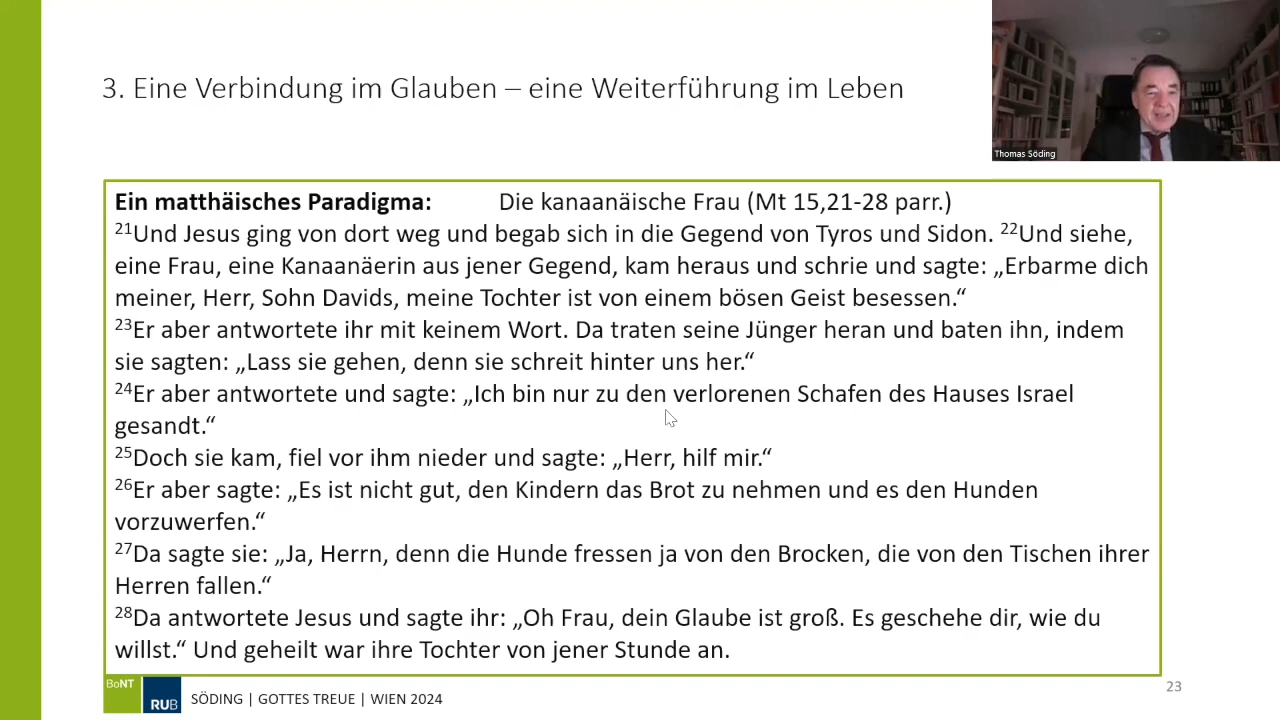 3. Eine Verbindung im Glauben – eine Weiterführung im Leben
Thomas Söding
Ein matthäisches Paradigma: Die kanaanäische Frau (Mt 15,21-28 parr.)
²¹Und Jesus ging von dort weg und begab sich in die Gegend von Tyros und Sidon. ²²Und siehe,
eine Frau, eine Kanaanäerin aus jener Gegend, kam heraus und schrie und sagte: „Erbarme dich
meiner, Herr, Sohn Davids, meine Tochter ist von einem bösen Geist besessen.“
²³Er aber antwortete ihr mit keinem Wort. Da traten seine Jünger heran und baten ihn, indem
sie sagten: „Lass sie gehen, denn sie schreit hinter uns her.“
²⁴Er aber antwortete und sagte: „Ich bin nur zu den verlorenen Schafen des Hauses Israel
gesandt.“
²⁵Doch sie kam, fiel vor ihm nieder und sagte: „Herr, hilf mir.“
²⁶Er aber sagte: „Es ist nicht gut, den Kindern das Brot zu nehmen und es den Hunden
vorzuwerfen.“
²⁷Da sagte sie: „Ja, Herrn, denn die Hunde fressen ja von den Brocken, die von den Tischen ihrer
Herren fallen.“
²⁸Da antwortete Jesus und sagte ihr: „Oh Frau, dein Glaube ist groß. Es geschehe dir, wie du
willst.“ Und geheilt war ihre Tochter von jener Stunde an.
BoNT
RUB
SÖDING | GOTTES TREUE | WIEN 2024
23